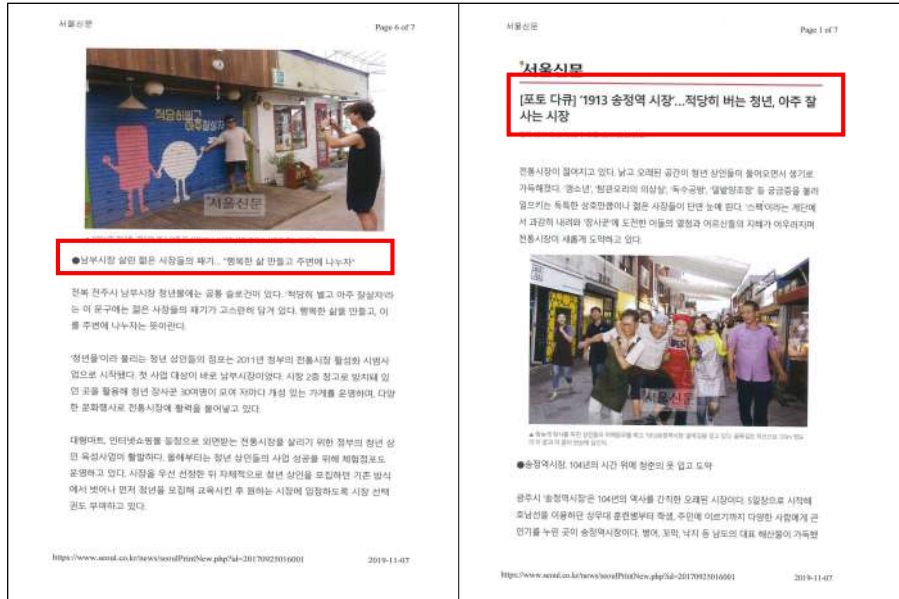 서울신문
Page 6 of 7
적당히벌고
아주잘살자
서울신문
●남부시장 살린 젊은 사장들의 패기... "행복한 삶 만들고 주변에 나누자"
전북 전주시 남부시장 청년몰에는 공통 슬로건이 있다. '적당히 벌고 아주 잘살자'라
는 이 문구에는 젊은 사장들의 패기가 고스란히 담겨 있다. 행복한 삶을 만들고, 이
를 주변에 나누자는 뜻이란다.
'청년몰'이라 불리는 청년 상인들의 점포는 2011년 정부의 전통시장 활성화 시범사
업으로 시작됐다. 첫 사업 대상이 바로 남부시장이었다. 시장 2층 창고로 방치돼 있
던 곳을 활용해 청년 장사꾼 30여명이 모여 저마다 개성 있는 가게를 운영하며, 다양
한 문화행사로 전통시장에 활력을 불어넣고 있다.
대형마트, 인터넷쇼핑몰 등장으로 외면받는 전통시장을 살리기 위한 정부의 청년 상
인 육성사업이 활발하다. 올해부터는 청년 상인들의 사업 성공을 위해 체험점포도
운영하고 있다. 시장을 우선 선정한 뒤 자체적으로 청년 상인을 모집하던 기존 방식
에서 벗어나 먼저 청년을 모집해 교육시킨 후 원하는 시장에 입점하도록 시장 선택
권도 부여하고 있다.
https://www.seoul.co.kr/news/seoulPrintNew.php?id=20170925016001
2019-11-07
서울신문
Page 1 of 7
서울신문
[포토 다큐] '1913 송정역 시장'...적당히 버는 청년, 아주 잘
사는 시장
전통시장이 젊어지고 있다. 낡고 오래된 공간이 청년 상인들이 들어오면서 생기로
가득해졌다. '갱소년', '빔관오리의 의상실', '독수공방', '밀밭양조장' 등 궁금증을 불러
일으키는 독특한 상호만큼이나 젊은 사장들이 단연 눈에 띈다. '스펙'이라는 계단에
서 과감히 내려와 '장사꾼'에 도전한 이들의 열정과 어르신들의 지혜가 어우러지며
전통시장이 새롭게 도약하고 있다.
서울신문
●송정역시장, 104년의 시간 위에 청춘의 옷 입고 도약
광주시 '송정역시장'은 104년의 역사를 간직한 오래된 시장이다. 5일장으로 시작해
호남선을 이용하던 상무대 훈련병부터 학생, 주민에 이르기까지 다양한 사람에게 큰
인기를 누린 곳이 송정역시장이다. 병어, 꼬막, 낙지 등 남도의 대표 해산물이 가득했
https://www.seoul.co.kr/news/seoulPrintNew.php?id=20170925016001
2019-11-07